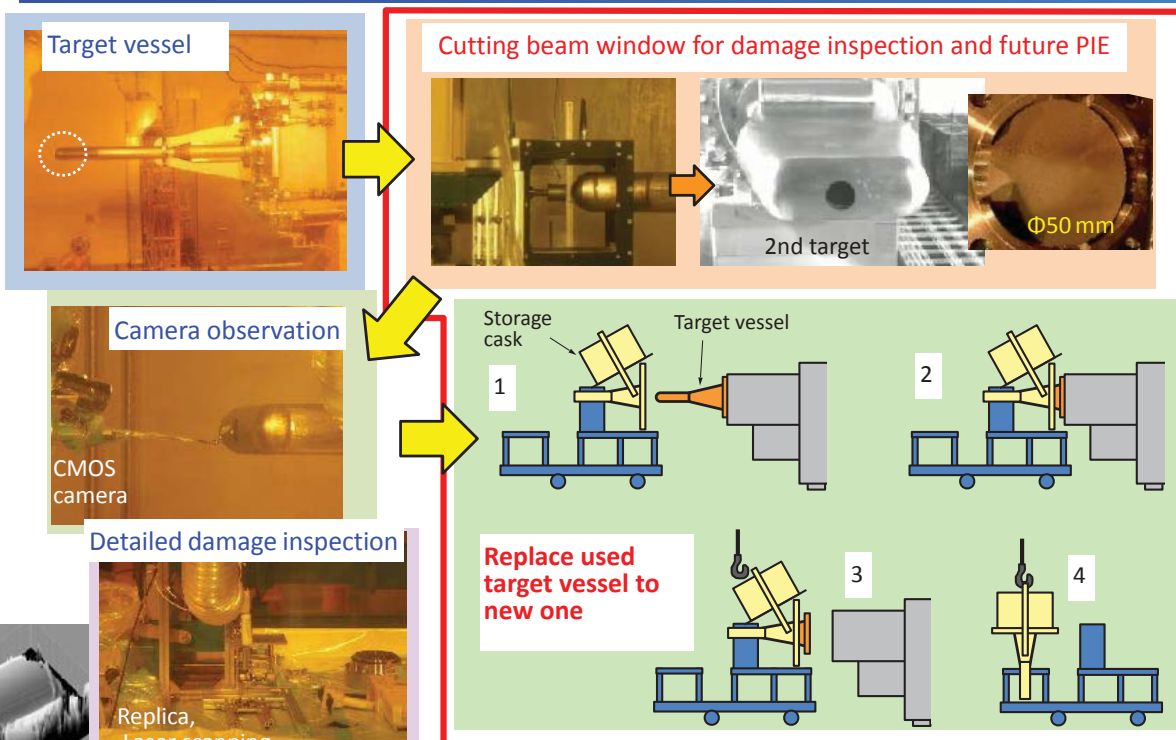 Target vessel
Cutting beam window for damage inspection and future PIE
2nd target
Φ50 mm
Camera observation
CMOS
camera
Storage
cask
Target vessel
1
2
Detailed damage inspection
Replica,
Laser scanning
Replace used
target vessel to
new one
3
4